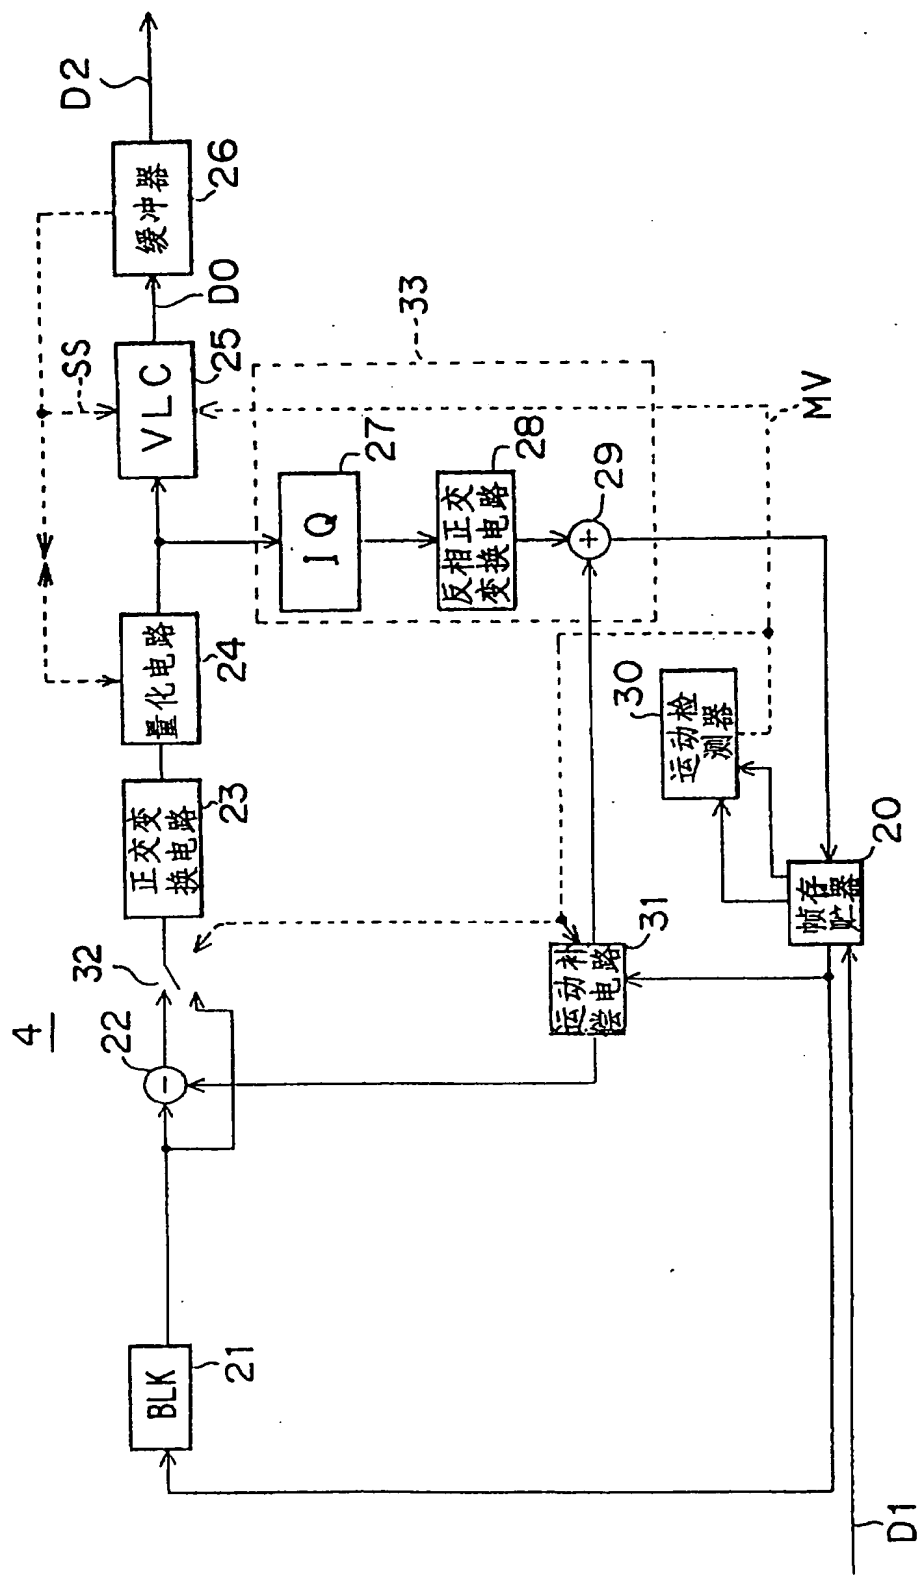 4
D1
帧存
贮器
20
BLK
21
22
32
正交变
换电路
23
量化电路
24
VLC
25
SS
D0
缓冲器
26
D2
IQ
27
反相正交
变换电路
28
+
29
33
运动检
测器
30
运动补
偿电路
31
MV
-